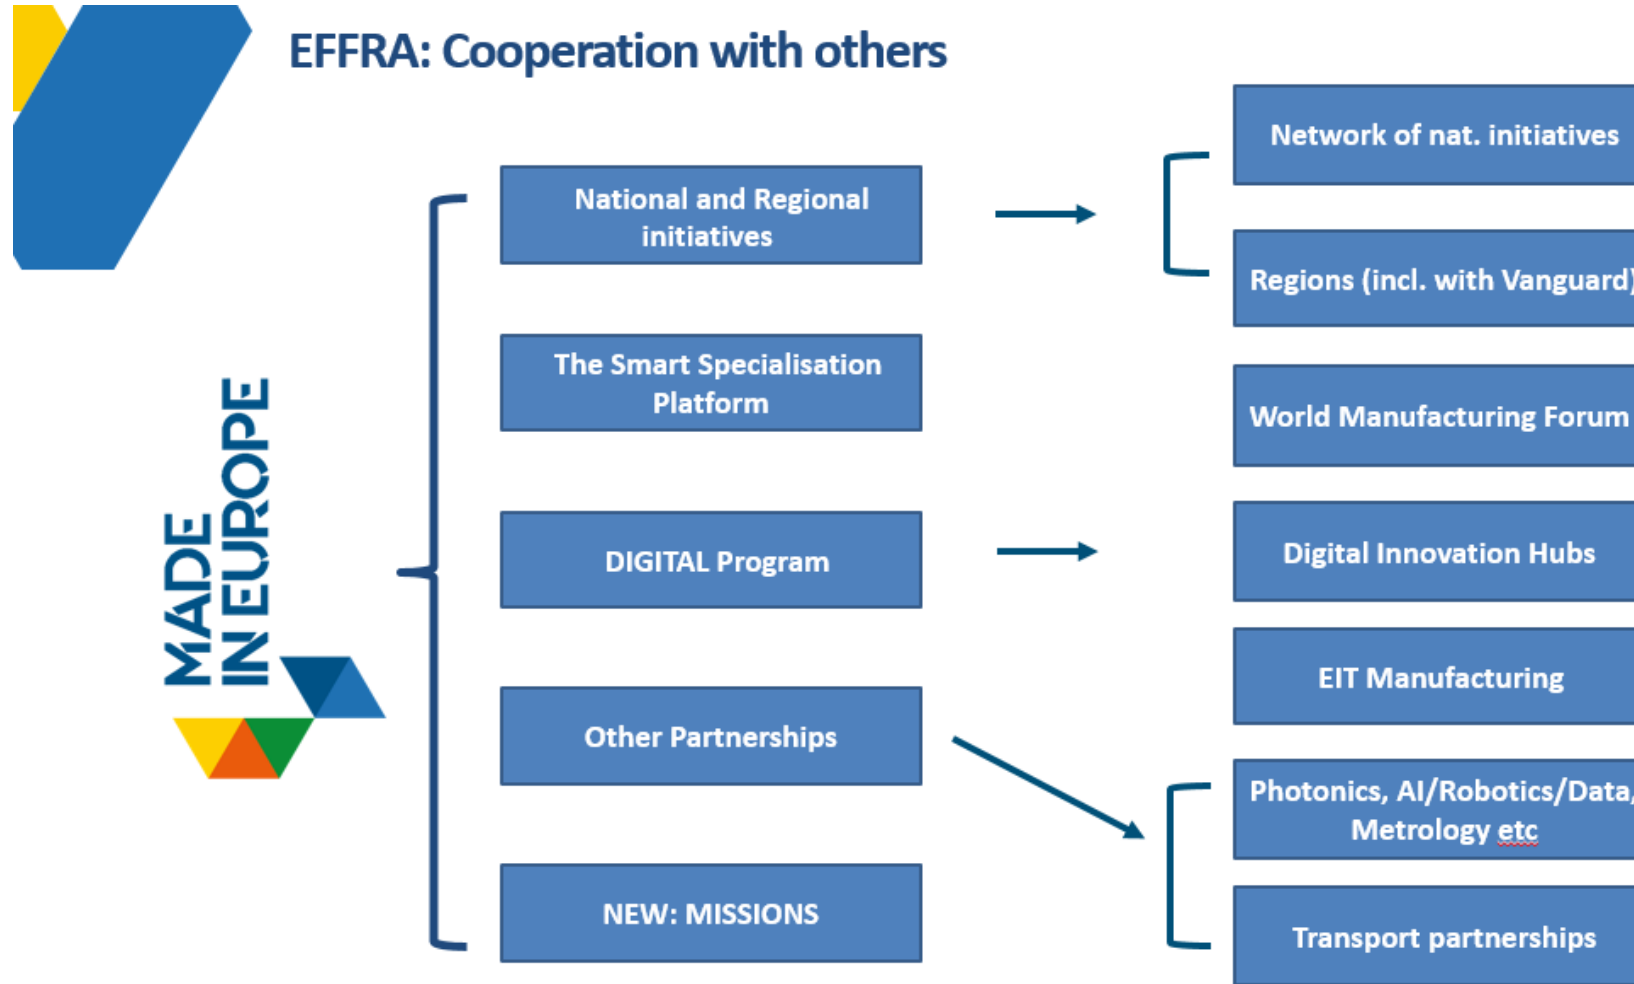 EFFRA: Cooperation with others
MADE
IN EUROPE
National and Regional
initiatives
The Smart Specialisation
Platform
DIGITAL Program
Other Partnerships
NEW: MISSIONS
Network of nat. initiatives
Regions (incl. with Vanguard)
World Manufacturing Forum
Digital Innovation Hubs
EIT Manufacturing
Photonics, AI/Robotics/Data,
Metrology etc
Transport partnerships